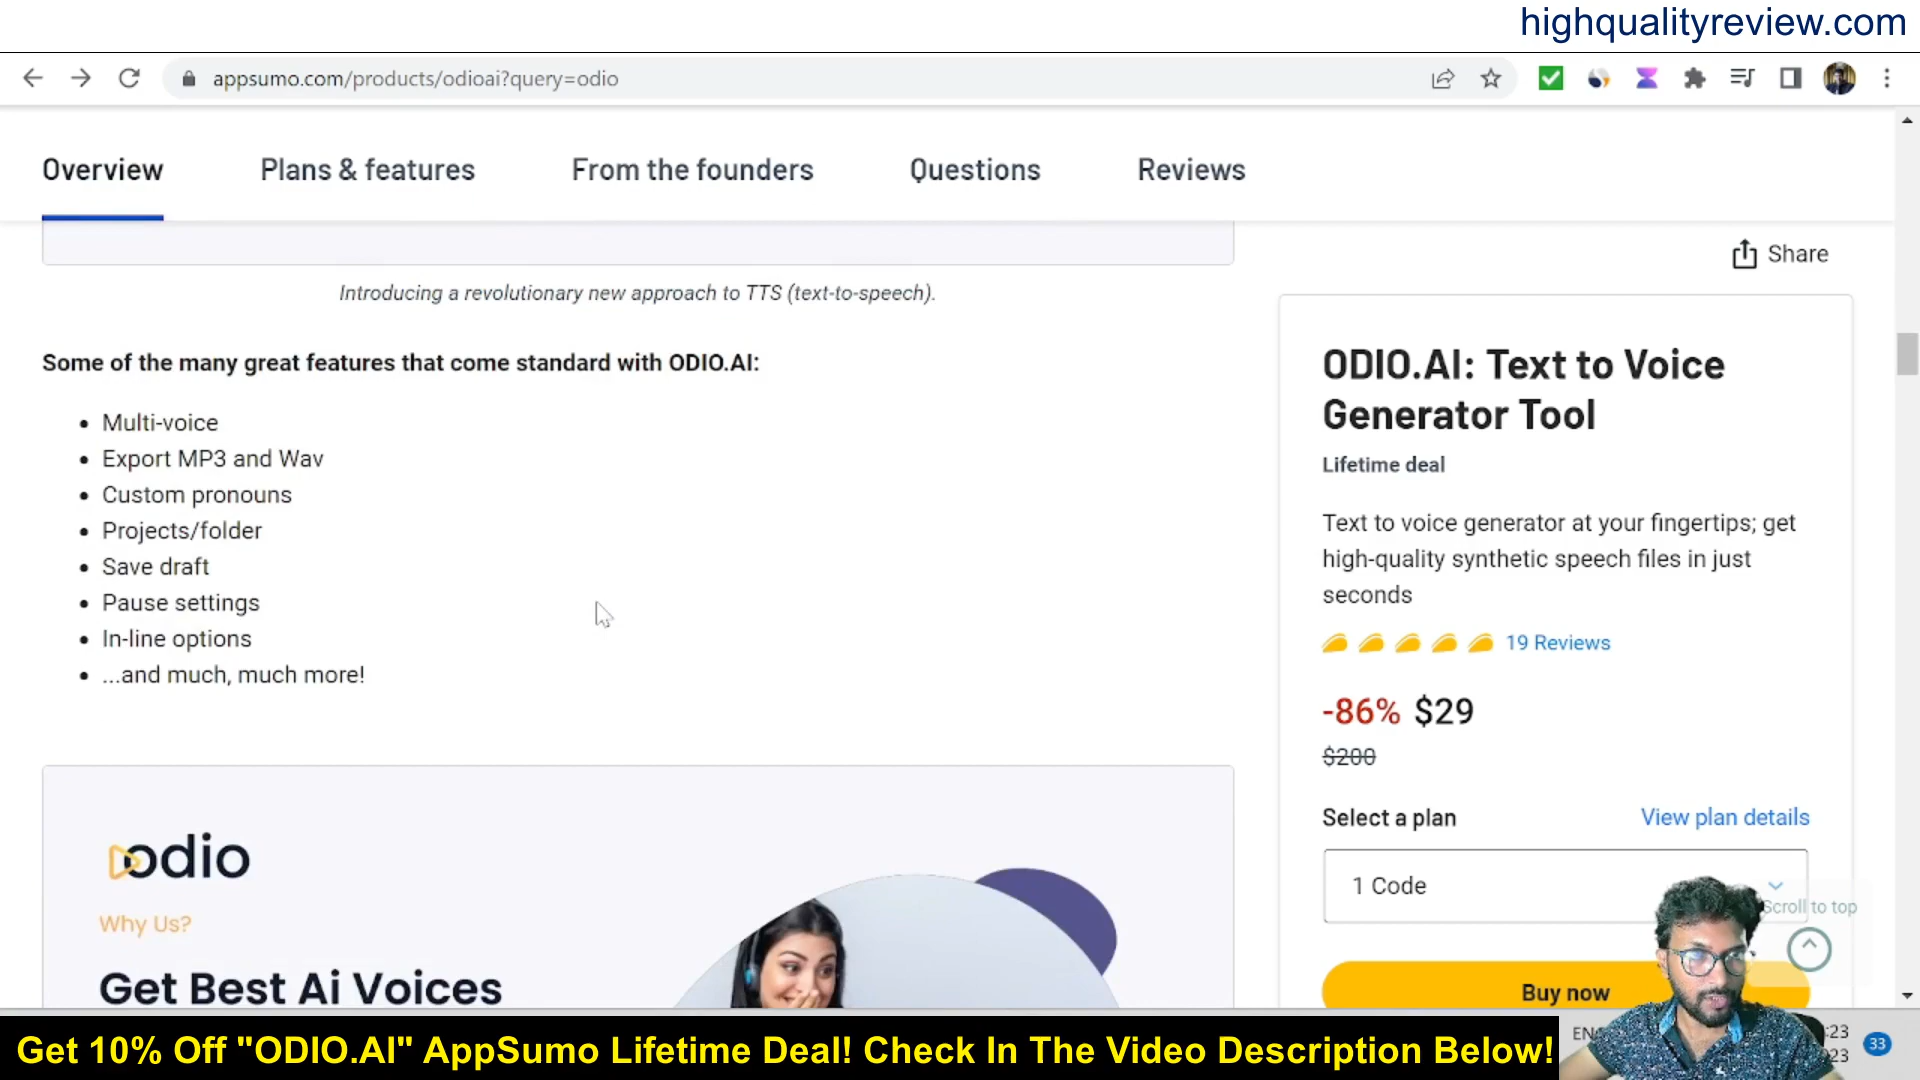 highqualityreview.com
appsumo.com/products/odioai?query=odio
Overview
Plans & features
From the founders
Questions
Reviews
Share
Introducing a revolutionary new approach to TTS (text-to-speech).
Some of the many great features that come standard with ODIO.AI:
Multi-voice
Export MP3 and Wav
Custom pronouns
Projects/folder
Save draft
Pause settings
In-line options
...and much, much more!
odio
Why Us?
Get Best Ai Voices
ODIO.AI: Text to Voice
Generator Tool
Lifetime deal
Text to voice generator at your fingertips; get
high-quality synthetic speech files in just
seconds
19 Reviews
-86% $29
$200
Select a plan
View plan details
1 Code
Scroll to top
Buy now
Get 10% Off "ODIO.AI" AppSumo Lifetime Deal! Check In The Video Description Below!
33